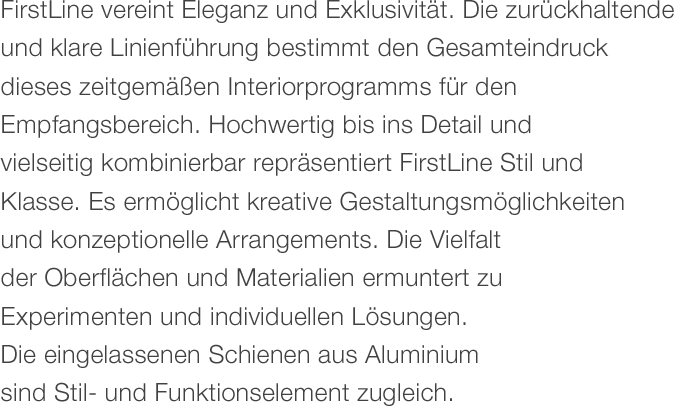 FirstLine vereint Eleganz und Exklusivität. Die zurückhaltende
und klare Linienführung bestimmt den Gesamteindruck
dieses zeitgemäßen Interiorprogramms für den
Empfangsbereich. Hochwertig bis ins Detail und
vielseitig kombinierbar repräsentiert FirstLine Stil und
Klasse. Es ermöglicht kreative Gestaltungsmöglichkeiten
und konzeptionelle Arrangements. Die Vielfalt
der Oberflächen und Materialien ermuntert zu
Experimenten und individuellen Lösungen.
Die eingelassenen Schienen aus Aluminium
sind Stil- und Funktionselement zugleich.